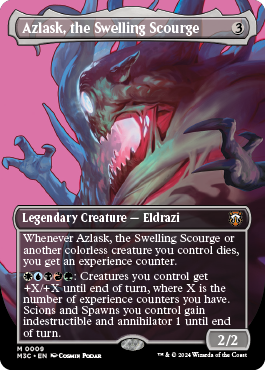 Azlask, the Swelling Scourge 3
Legendary Creature — Eldrazi
Whenever Azlask, the Swelling Scourge or
another colorless creature you control dies,
you get an experience counter.
: Creatures you control get
+X/+X until end of turn, where X is the
number of experience counters you have.
Scions and Spawns you control gain
indestructible and annihilator 1 until
end of turn.
2/2
M 0009
M3C • EN Cosmin Podar
™ & © 2024 Wizards of the Coast